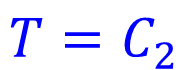 T = C₂